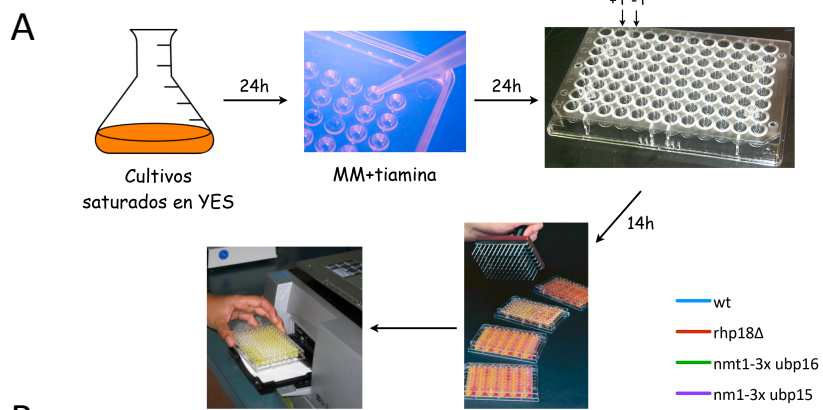 A
24h
24h
Cultivos
saturados en YES
MM+tiamina
14h
wt
rhp18Δ
nmt1-3x ubp16
nm1-3x ubp15